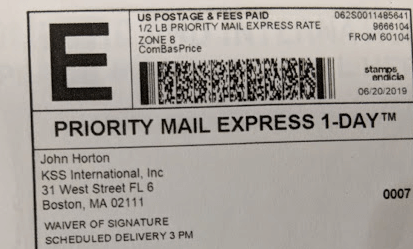 E
US POSTAGE & FEES PAID
1/2 LB PRIORITY MAIL EXPRESS RATE
ZONE 8
ComBasPrice
062S0011485641
9666104
FROM 60104
stamps
endicia
06/20/2019
PRIORITY MAIL EXPRESS 1-DAY™
John Horton
KSS International, Inc
31 West Street FL 6
Boston, MA 02111
0007
WAIVER OF SIGNATURE
SCHEDULED DELIVERY 3 PM